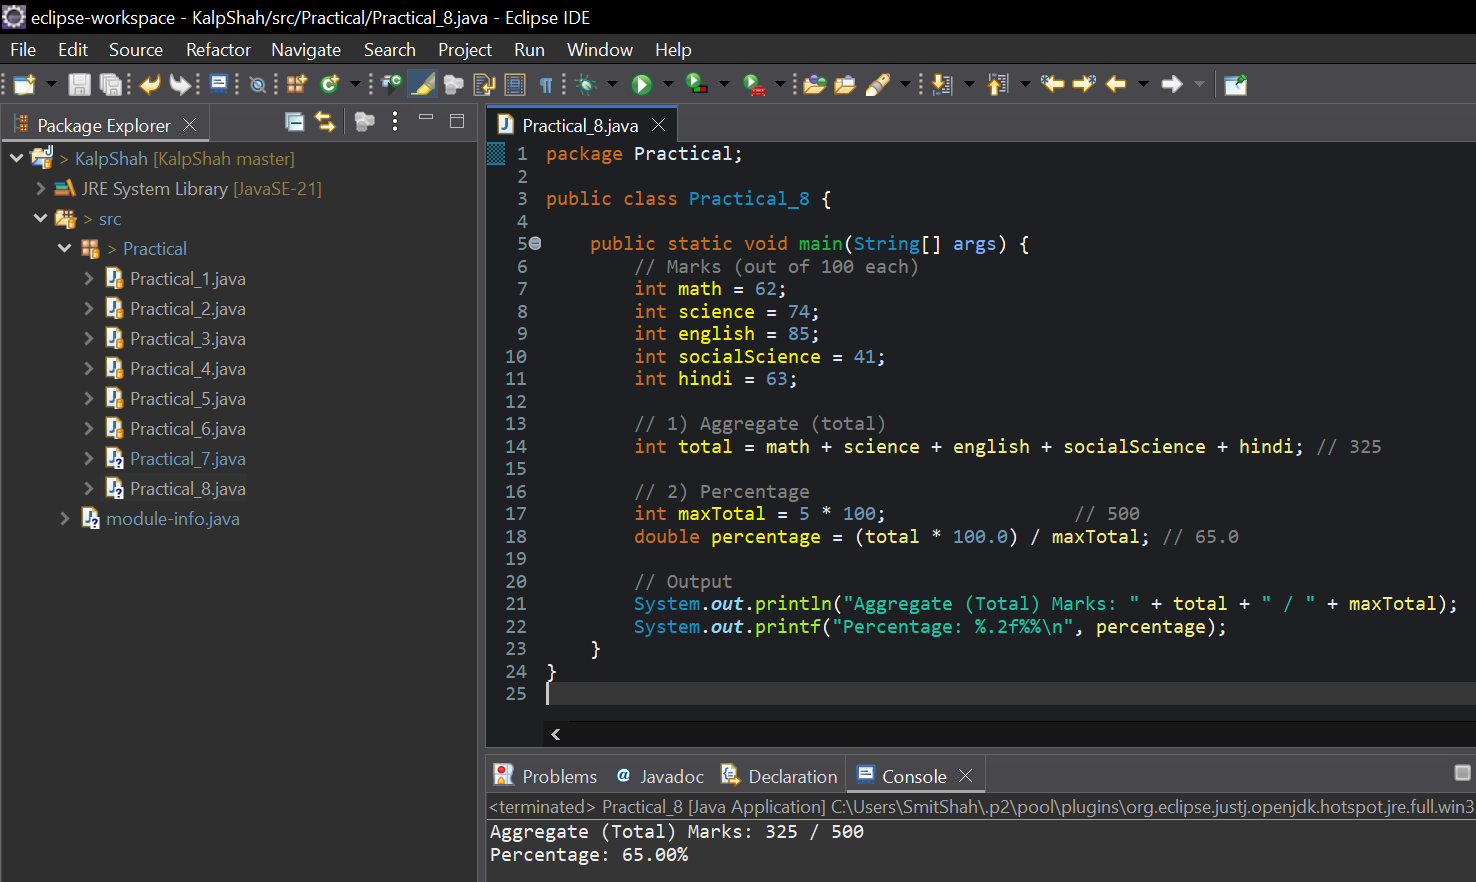 eclipse-workspace - KalpShah/src/Practical/Practical_8.java - Eclipse IDE
File Edit Source Refactor Navigate Search Project Run Window Help
Package Explorer
> KalpShah [KalpShah master]
JRE System Library [JavaSE-21]
> src
> Practical
Practical_1.java
Practical_2.java
Practical_3.java
Practical_4.java
Practical_5.java
Practical_6.java
Practical_7.java
Practical_8.java
module-info.java
Practical_8.java
1 package Practical;
2
3 public class Practical_8 {
4
5     public static void main(String[] args) {
6         // Marks (out of 100 each)
7         int math = 62;
8         int science = 74;
9         int english = 85;
10         int socialScience = 41;
11         int hindi = 63;
12
13         // 1) Aggregate (total)
14         int total = math + science + english + socialScience + hindi; // 325
15
16         // 2) Percentage
17         int maxTotal = 5 * 100;                 // 500
18         double percentage = (total * 100.0) / maxTotal; // 65.0
19
20         // Output
21         System.out.println("Aggregate (Total) Marks: " + total + " / " + maxTotal);
22         System.out.printf("Percentage: %.2f%%\n", percentage);
23     }
24 }
25
Problems @ Javadoc Declaration Console
<terminated> Practical_8 [Java Application] C:\Users\SmitShah\.p2\pool\plugins\org.eclipse.justj.openjdk.hotspot.jre.full.win3
Aggregate (Total) Marks: 325 / 500
Percentage: 65.00%